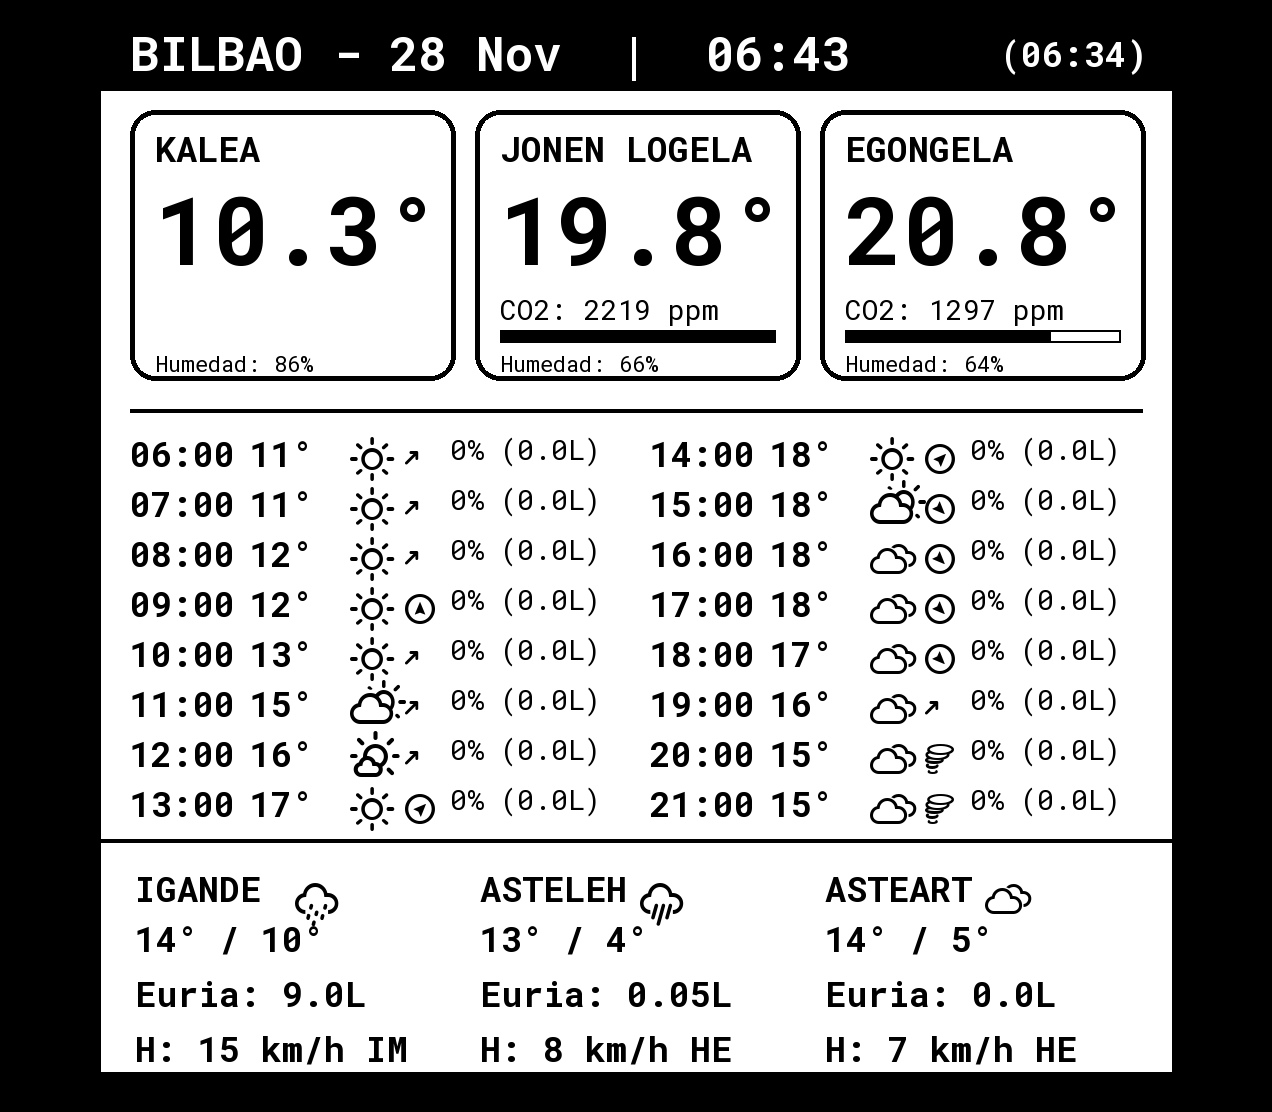 BILBAO - 28 Nov | 06:43 (06:34)
KALEA
10.3°
Humedad: 86%
JONEN LOGELA
19.8°
CO2: 2219 ppm
Humedad: 66%
EGONGELA
20.8°
CO2: 1297 ppm
Humedad: 64%
06:00 11° 0% (0.0L)
07:00 11° 0% (0.0L)
08:00 12° 0% (0.0L)
09:00 12° 0% (0.0L)
10:00 13° 0% (0.0L)
11:00 15° 0% (0.0L)
12:00 16° 0% (0.0L)
13:00 17° 0% (0.0L)
14:00 18° 0% (0.0L)
15:00 18° 0% (0.0L)
16:00 18° 0% (0.0L)
17:00 18° 0% (0.0L)
18:00 17° 0% (0.0L)
19:00 16° 0% (0.0L)
20:00 15° 0% (0.0L)
21:00 15° 0% (0.0L)
IGANDE
14° / 10°
Euria: 9.0L
H: 15 km/h IM
ASTELEH
13° / 4°
Euria: 0.05L
H: 8 km/h HE
ASTEART
14° / 5°
Euria: 0.0L
H: 7 km/h HE